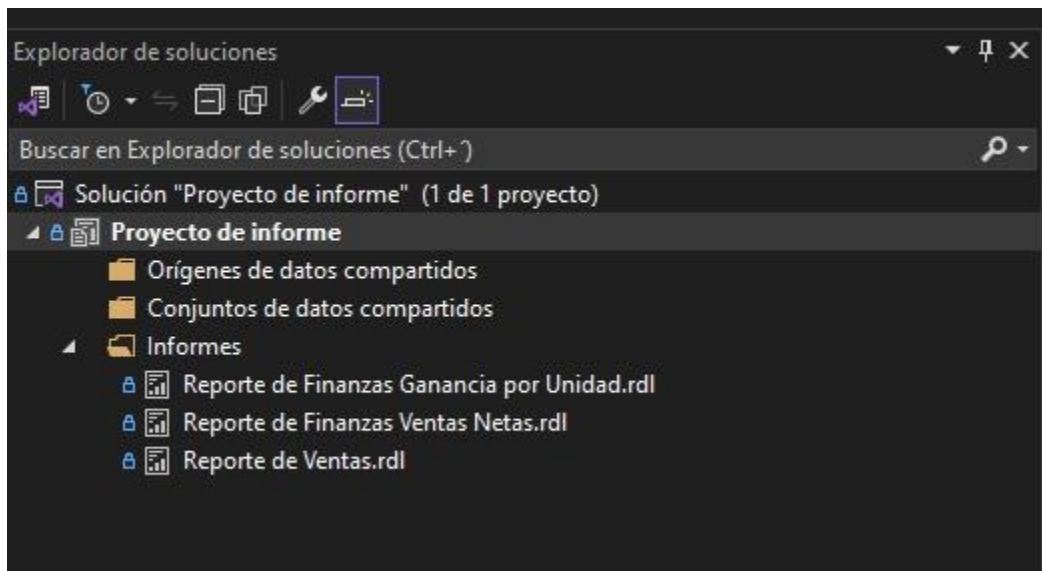 Explorador de soluciones
Buscar en Explorador de soluciones (Ctrl+´)
Solución "Proyecto de informe" (1 de 1 proyecto)
Proyecto de informe
Orígenes de datos compartidos
Conjuntos de datos compartidos
Informes
Reporte de Finanzas Ganancia por Unidad.rdl
Reporte de Finanzas Ventas Netas.rdl
Reporte de Ventas.rdl